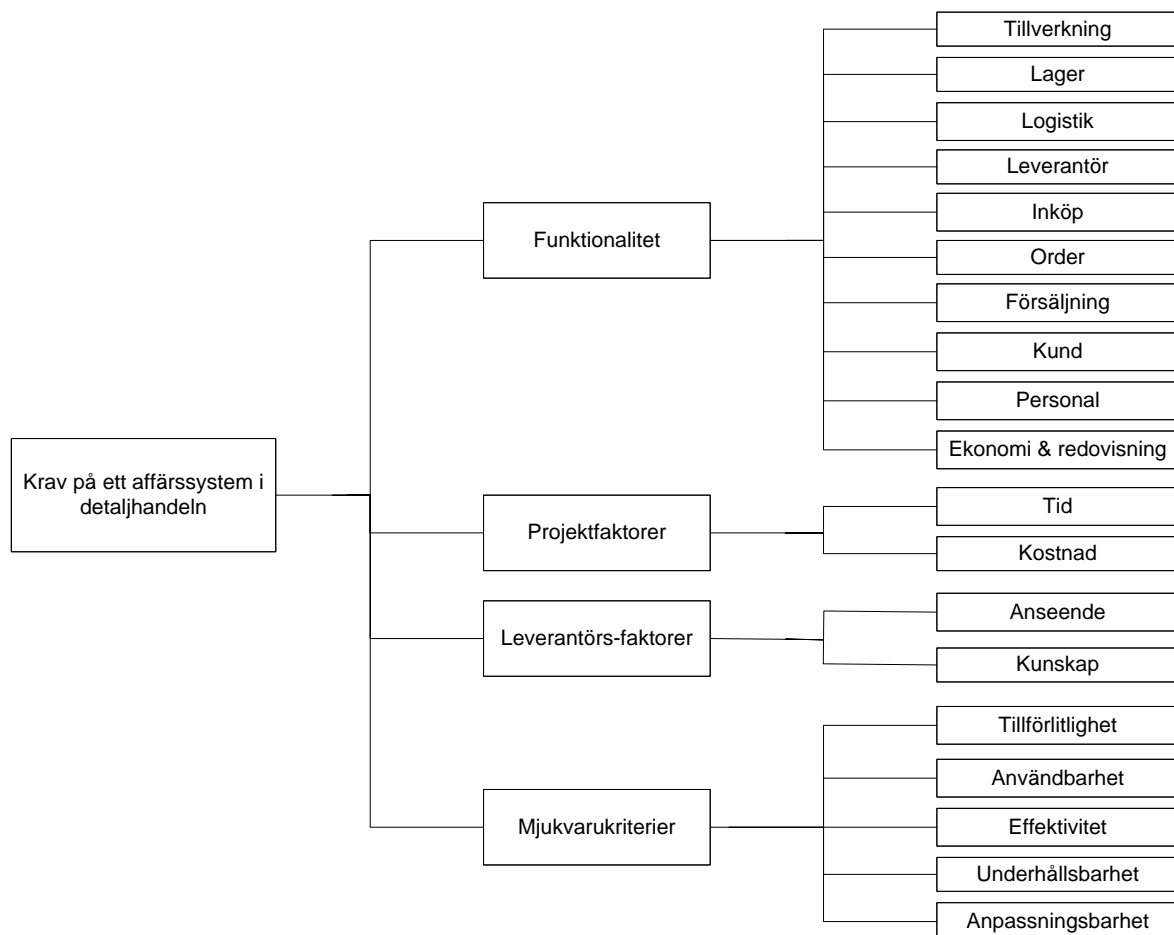 Krav på ett affärssystem i
detaljhandeln
Funktionalitet
Tillverkning
Lager
Logistik
Leverantör
Inköp
Order
Försäljning
Kund
Personal
Ekonomi & redovisning
Projektfaktorer
Tid
Kostnad
Leverantörs-faktorer
Anseende
Kunskap
Mjukvarukriterier
Tillförlitlighet
Användbarhet
Effektivitet
Underhållsbarhet
Anpassningsbarhet